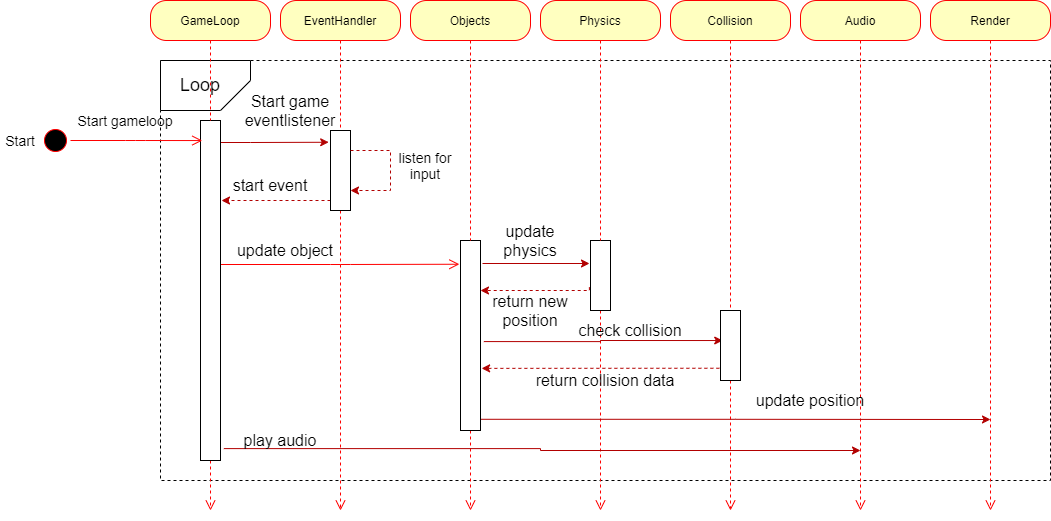 GameLoop
EventHandler
Objects
Physics
Collision
Audio
Render
Loop
Start game
eventlistener
Start gameloop
Start
listen for
input
start event
update
physics
update object
return new
position
check collision
return collision data
update position
play audio